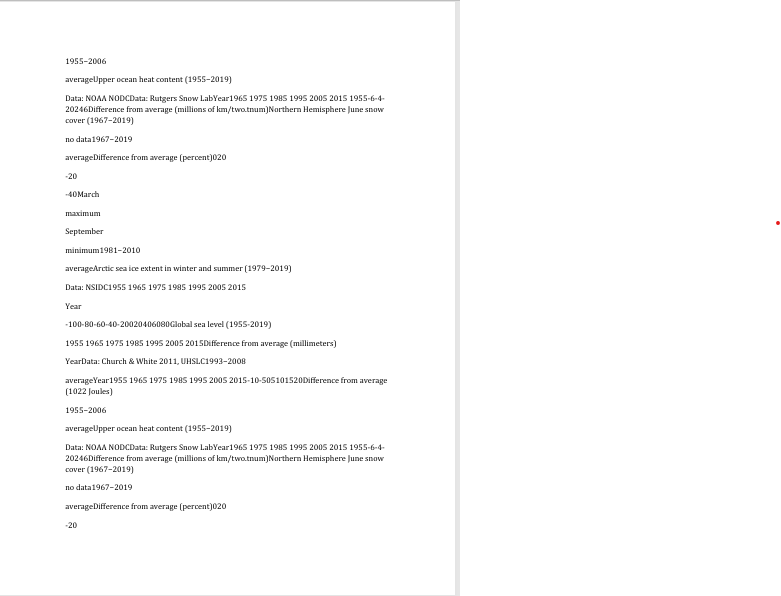 1955–2006
averageUpper ocean heat content (1955–2019)
Data: NOAA NODCData: Rutgers Snow LabYear1965 1975 1985 1995 2005 2015 1955-6-4-
20246Difference from average (millions of km/two.tnum)Northern Hemisphere June snow
cover (1967–2019)
no data1967–2019
averageDifference from average (percent)020
-20
-40March
maximum
September
minimum1981–2010
averageArctic sea ice extent in winter and summer (1979–2019)
Data: NSIDC1955 1965 1975 1985 1995 2005 2015
Year
-100-80-60-40-20020406080Global sea level (1955-2019)
1955 1965 1975 1985 1995 2005 2015Difference from average (millimeters)
YearData: Church & White 2011, UHSLC1993–2008
averageYear1955 1965 1975 1985 1995 2005 2015-10-505101520Difference from average
(1022 Joules)
1955–2006
averageUpper ocean heat content (1955–2019)
Data: NOAA NODCData: Rutgers Snow LabYear1965 1975 1985 1995 2005 2015 1955-6-4-
20246Difference from average (millions of km/two.tnum)Northern Hemisphere June snow
cover (1967–2019)
no data1967–2019
averageDifference from average (percent)020
-20